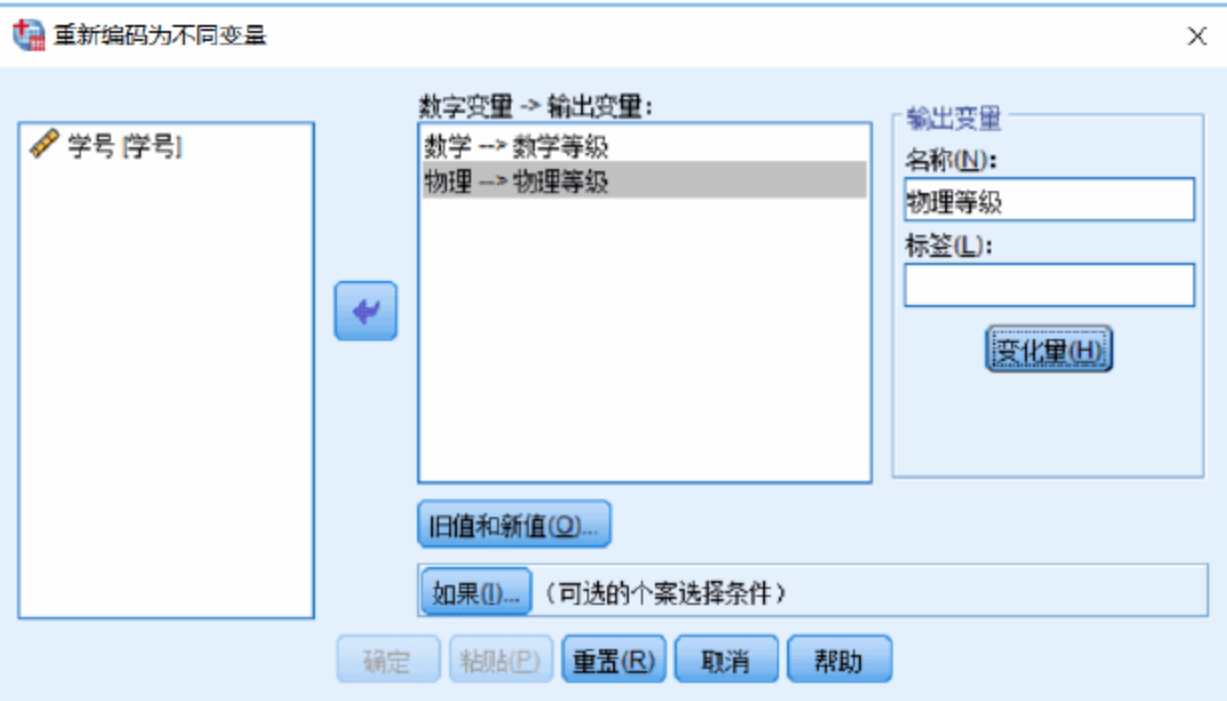 重新编码为不同变量
学号 [学号]
数字变量 -> 输出变量:
数学 --> 数学等级
物理 --> 物理等级
输出变量
名称(N):
物理等级
标签(L):
变化量(H)
旧值和新值(O)...
如果(I)... （可选的个案选择条件）
确定 粘贴(P) 重置(R) 取消 帮助